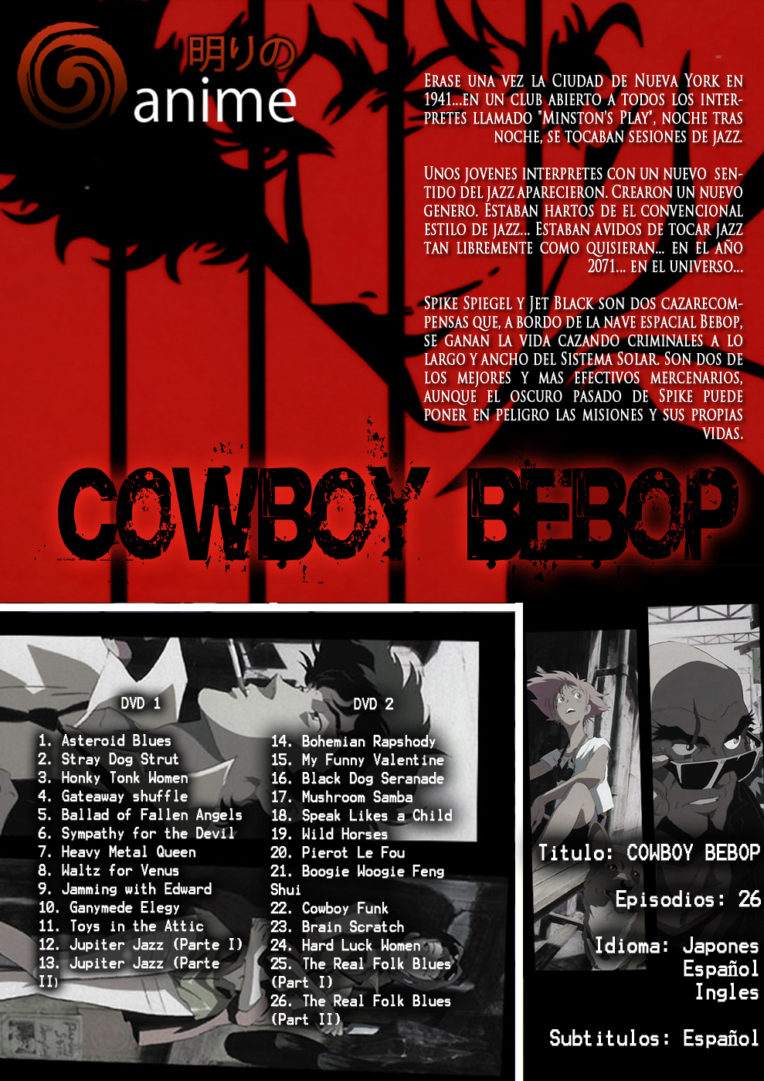 明りの
anime
ERASE UNA VEZ LA CIUDAD DE NUEVA YORK EN
1941...EN UN CLUB ABIERTO A TODOS LOS INTER-
PRETES LLAMADO "MINSTON'S PLAY", NOCHE TRAS
NOCHE, SE TOCABAN SESIONES DE JAZZ.
UNOS JOVENES INTERPRETES CON UN NUEVO SEN-
TIDO DEL JAZZ APARECIERON. CREARON UN NUEVO
GENERO. ESTABAN HARTOS DE EL CONVENCIONAL
ESTILO DE JAZZ... ESTABAN AVIDOS DE TOCAR JAZZ
TAN LIBREMENTE COMO QUISIERAN... EN EL AÑO
2071... EN EL UNIVERSO...
SPIKE SPIEGEL Y JET BLACK SON DOS CAZARECOM-
PENSAS QUE, A BORDO DE LA NAVE ESPACIAL BEBOP,
SE GANAN LA VIDA CAZANDO CRIMINALES A LO
LARGO Y ANCHO DEL SISTEMA SOLAR. SON DOS DE
LOS MEJORES Y MAS EFECTIVOS MERCENARIOS,
AUNQUE EL OSCURO PASADO DE SPIKE PUEDE
PONER EN PELIGRO LAS MISIONES Y SUS PROPIAS
VIDAS.
COWBOY BEBOP
DVD 1
1. Asteroid Blues
2. Stray Dog Strut
3. Honky Tonk Women
4. Gateaway shuffle
5. Ballad of Fallen Angels
6. Sympathy for the Devil
7. Heavy Metal Queen
8. Waltz for Venus
9. Jamming with Edward
10. Ganymede Elegy
11. Toys in the Attic
12. Jupiter Jazz (Parte I)
13. Jupiter Jazz (Parte
II)
DVD 2
14. Bohemian Rapshody
15. My Funny Valentine
16. Black Dog Seranade
17. Mushroom Samba
18. Speak Likes a Child
19. Wild Horses
20. Pierot Le Fou
21. Boogie Woogie Feng
Shui
22. Cowboy Funk
23. Brain Scratch
24. Hard Luck Women
25. The Real Folk Blues
(Part I)
26. The Real Folk Blues
(Part II)
Titulo: COWBOY BEBOP
Episodios: 26
Idioma: Japones
Español
Ingles
Subtitulos: Español